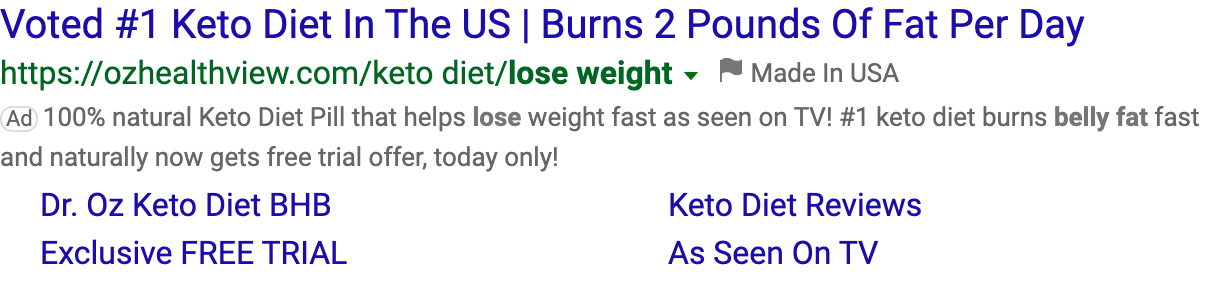 Voted #1 Keto Diet In The US | Burns 2 Pounds Of Fat Per Day
https://ozhealthview.com/keto diet/lose weight Made In USA
Ad 100% natural Keto Diet Pill that helps lose weight fast as seen on TV! #1 keto diet burns belly fat fast
and naturally now gets free trial offer, today only!
Dr. Oz Keto Diet BHB Keto Diet Reviews
Exclusive FREE TRIAL As Seen On TV